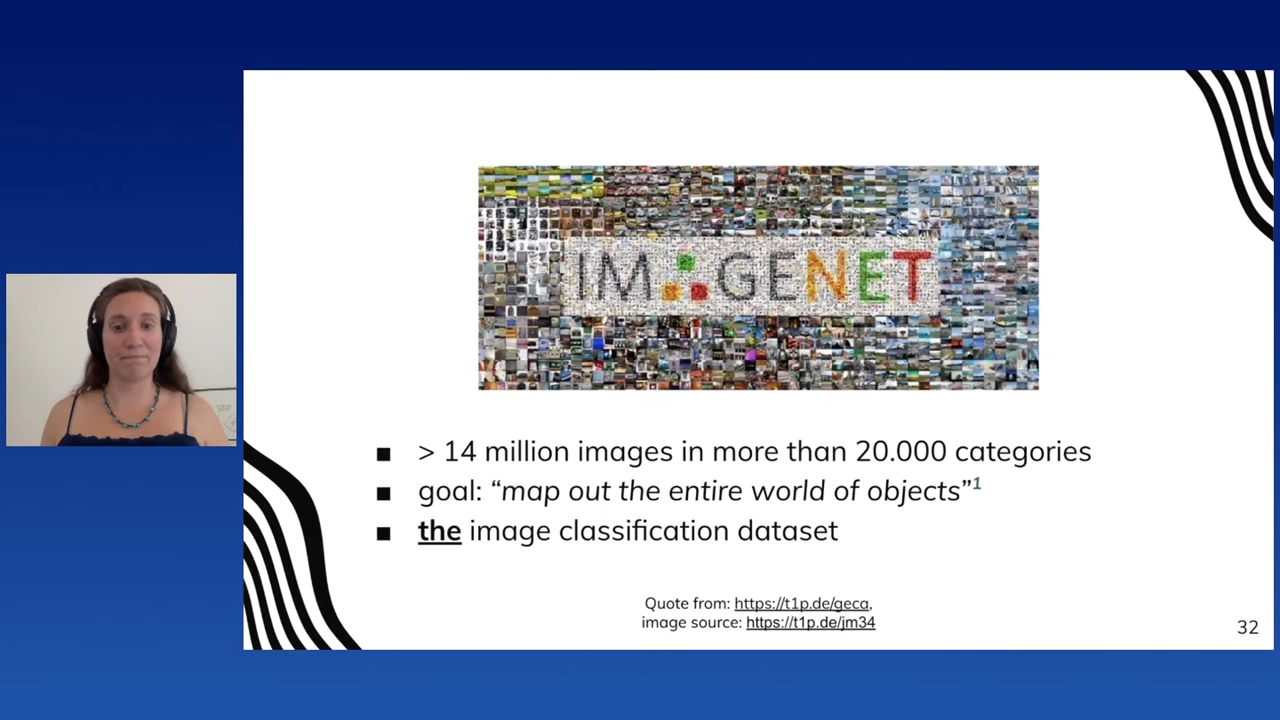 IMAGENET
> 14 million images in more than 20.000 categories
goal: “map out the entire world of objects”1
the image classification dataset
Quote from: https://t1p.de/geca,
image source: https://t1p.de/jm34
32